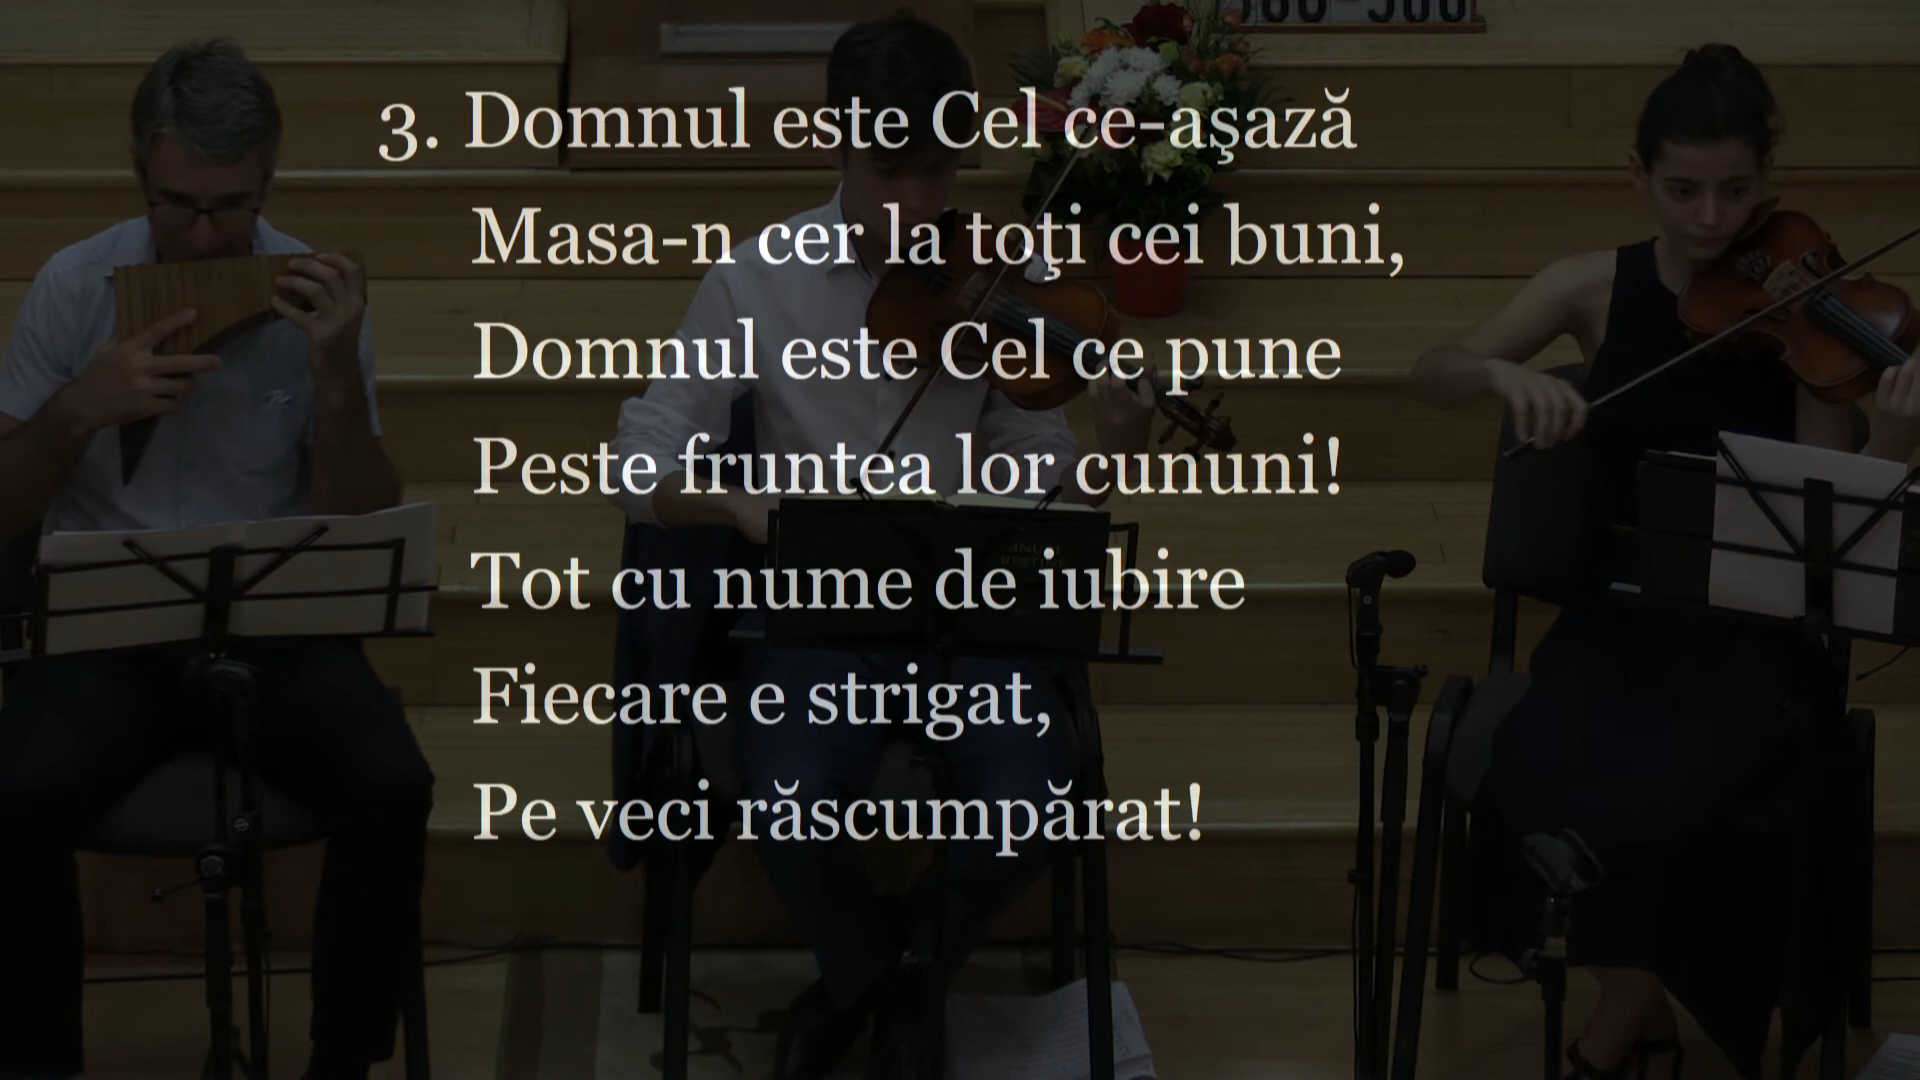 3. Domnul este Cel ce-aşază
Masa-n cer la toţi cei buni,
Domnul este Cel ce pune
Peste fruntea lor cununi!
Tot cu nume de iubire
Fiecare e strigat,
Pe veci răscumpărat!